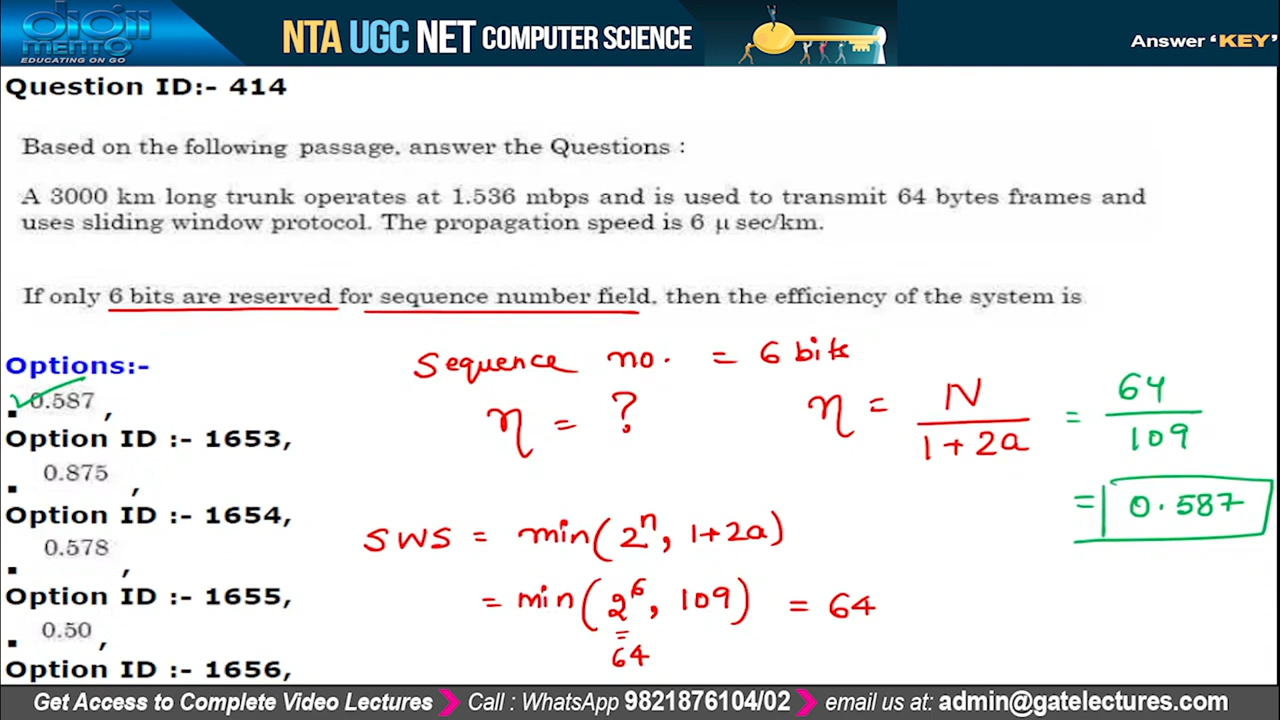 digii
MENTO
EDUCATING ON GO
NTA UGC NET COMPUTER SCIENCE
Answer ‘KEY’
Question ID:- 414
Based on the following passage, answer the Questions :
A 3000 km long trunk operates at 1.536 mbps and is used to transmit 64 bytes frames and
uses sliding window protocol. The propagation speed is 6 μ sec/km.
If only 6 bits are reserved for sequence number field, then the efficiency of the system is
Sequence no. = 6 bits
Options:-
0.587 ,
η = ?
η = N / 1+2a = 64 / 109
Option ID :- 1653,
0.875 ,
= 0.587
Option ID :- 1654,
SWS = min(2^n, 1+2a)
0.578 ,
Option ID :- 1655,
= min(2^6, 109) = 64
= 64
0.50 ,
Option ID :- 1656,
Get Access to Complete Video Lectures Call : WhatsApp 9821876104/02 email us at: admin@gatelectures.com